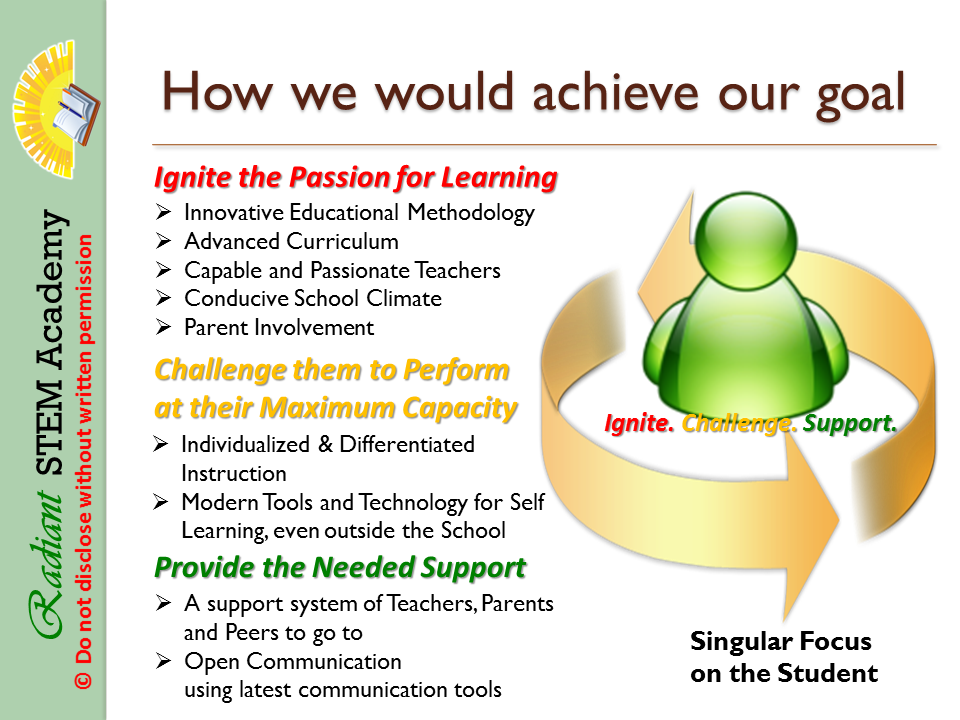 How we would achieve our goal
Ignite the Passion for Learning
➢ Innovative Educational Methodology
➢ Advanced Curriculum
➢ Capable and Passionate Teachers
➢ Conducive School Climate
➢ Parent Involvement
Challenge them to Perform
at their Maximum Capacity
➢ Individualized & Differentiated
Instruction
➢ Modern Tools and Technology for Self
Learning, even outside the School
Provide the Needed Support
➢ A support system of Teachers, Parents
and Peers to go to
➢ Open Communication
using latest communication tools
Ignite. Challenge. Support.
Singular Focus
on the Student
Radiant STEM Academy
© Do not disclose without written permission